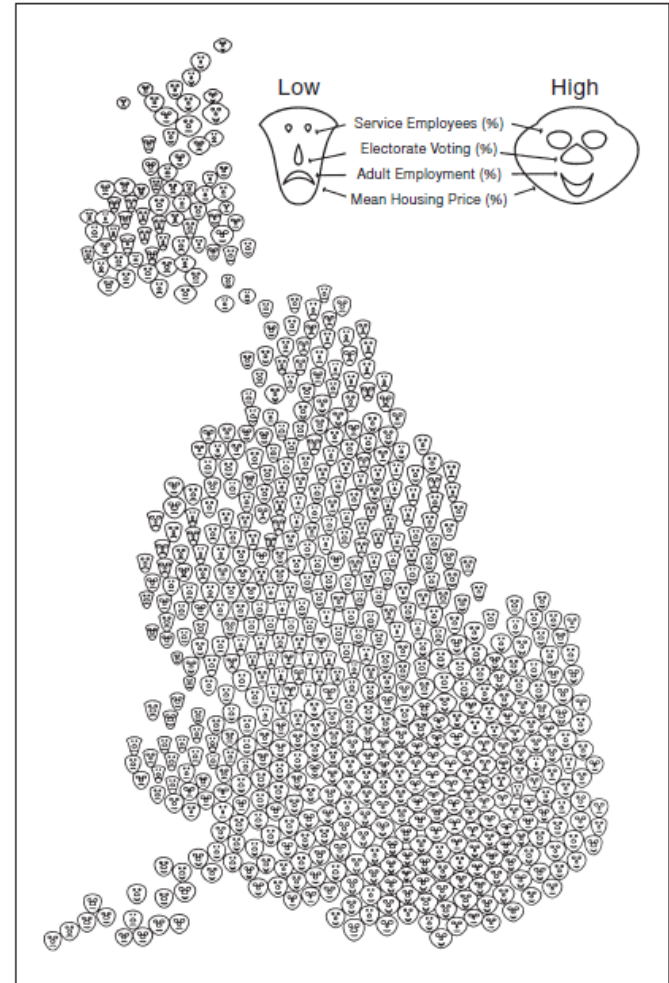 Low
High
Service Employees (%)
Electorate Voting (%)
Adult Employment (%)
Mean Housing Price (%)